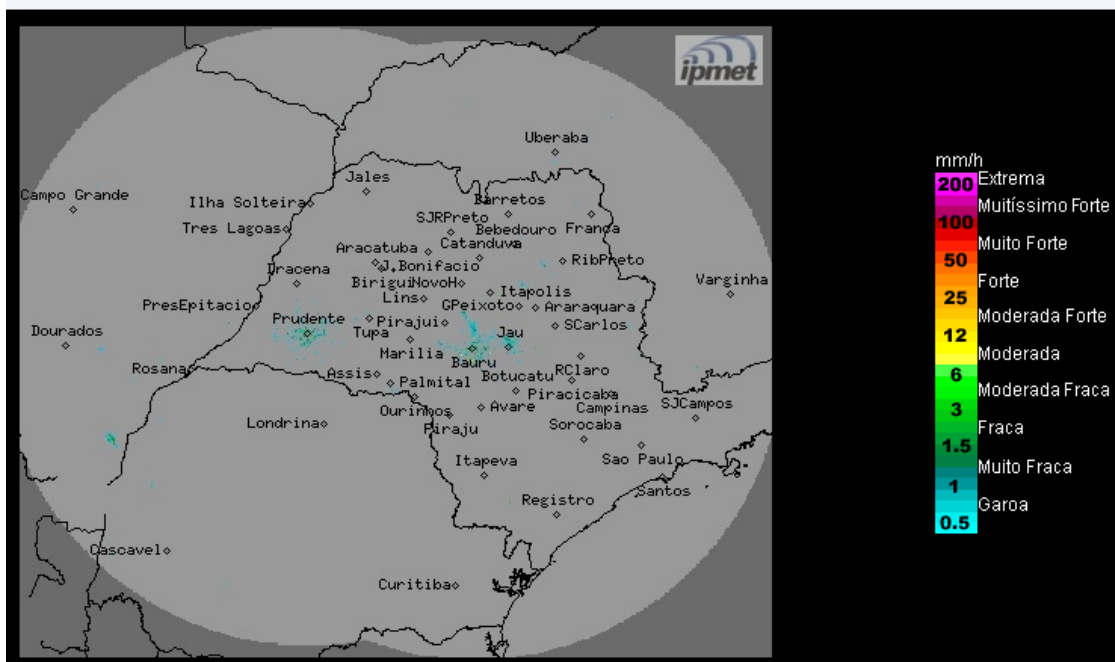 ipmet
Uberaba
Campo Grande
Jales
Ilha Solteira
Barretos
SJRPreto
Tres Lagoas
Bebedouro
Franca
Aracatuba
Catanduva
Dracena
J.Bonifacio
RibPreto
Varginha
Birigui
NovoH
Itapolis
Lins
PresEpitacio
GPeixoto
Araraquara
Prudente
Pirajui
SCarlos
Dourados
Tupa
Jau
Marilia
Bauru
Rosana
Assis
Botucatu
RClaro
Palmital
Piracicaba
Ourinhos
Avare
Campinas
SJCampos
Londrina
Piraju
Sorocaba
Itapeva
Sao Paulo
Santos
Registro
Cascavel
Curitiba
mm/h
200 Extrema
Muitíssimo Forte
100
Muito Forte
50
Forte
25
Moderada Forte
12
Moderada
6
Moderada Fraca
3
Fraca
1.5
Muito Fraca
1
Garoa
0.5